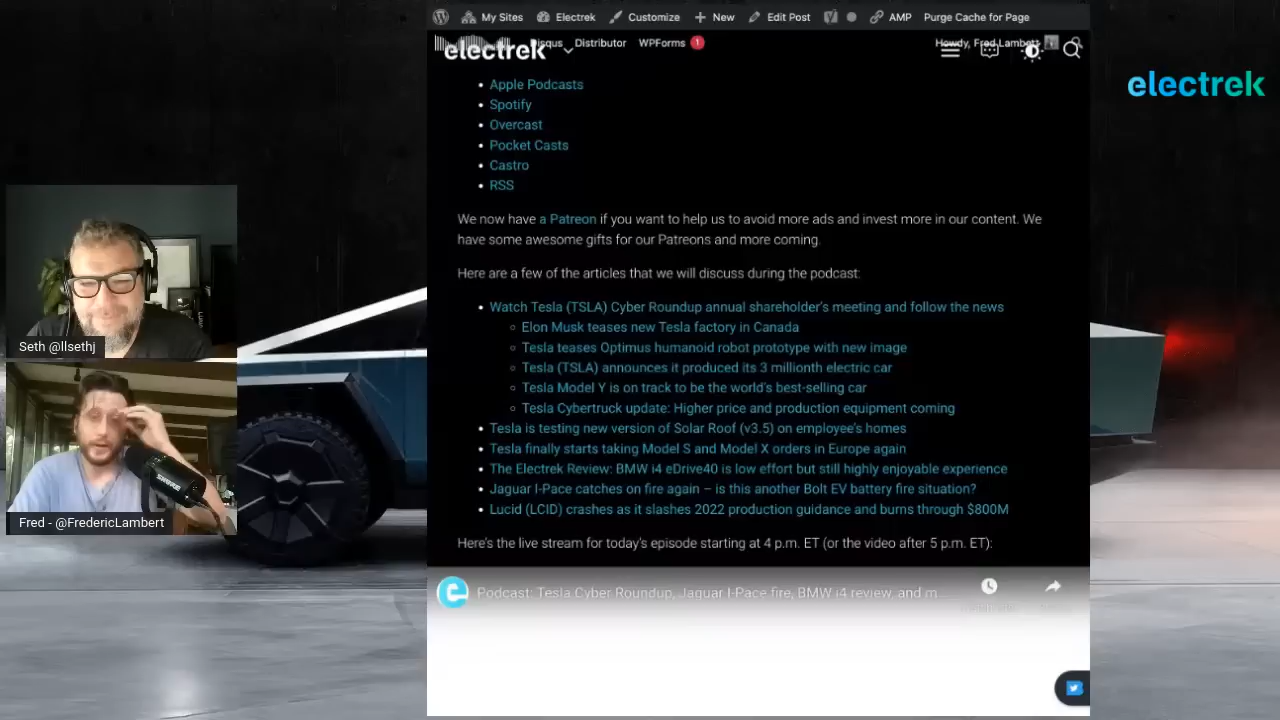 My Sites Electrek Customize New Edit Post AMP Purge Cache for Page
Disqus Distributor WPForms 1 Howdy, Fred Lambert
electrek
electrek
Apple Podcasts
Spotify
Overcast
Pocket Casts
Castro
RSS
We now have a Patreon if you want to help us to avoid more ads and invest more in our content. We
have some awesome gifts for our Patreons and more coming.
Here are a few of the articles that we will discuss during the podcast:
Watch Tesla (TSLA) Cyber Roundup annual shareholder's meeting and follow the news
Elon Musk teases new Tesla factory in Canada
Tesla teases Optimus humanoid robot prototype with new image
Tesla (TSLA) announces it produced its 3 millionth electric car
Tesla Model Y is on track to be the world's best-selling car
Tesla Cybertruck update: Higher price and production equipment coming
Tesla is testing new version of Solar Roof (v3.5) on employee's homes
Tesla finally starts taking Model S and Model X orders in Europe again
The Electrek Review: BMW i4 eDrive40 is low effort but still highly enjoyable experience
Jaguar I-Pace catches on fire again – is this another Bolt EV battery fire situation?
Lucid (LCID) crashes as it slashes 2022 production guidance and burns through $800M
Here's the live stream for today's episode starting at 4 p.m. ET (or the video after 5 p.m. ET):
Podcast: Tesla Cyber Roundup, Jaguar I-Pace fire, BMW i4 review, and m
Seth @llsethj
SHURE
Fred - @FredericLambert